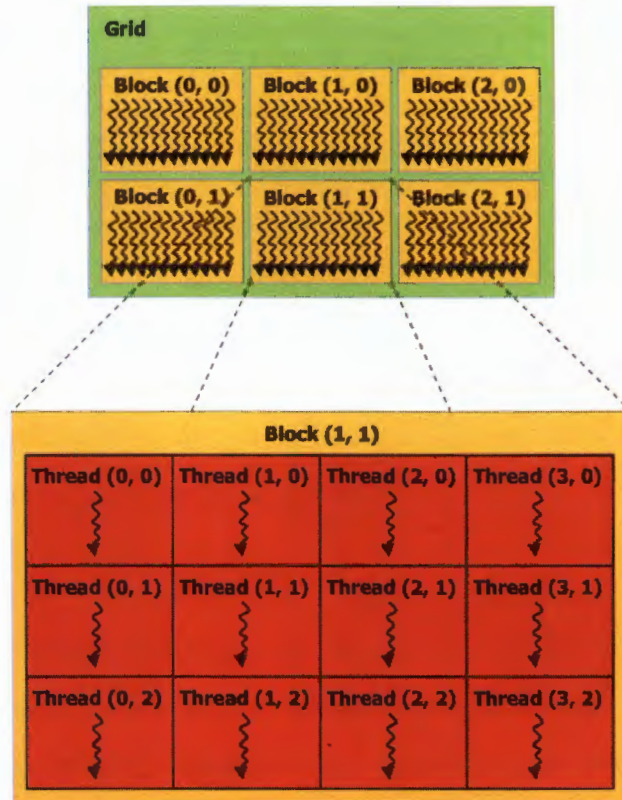 Grid
Block (0, 0) Block (1, 0) Block (2, 0)
Block (0, 1) Block (1, 1) Block (2, 1)
Block (1, 1)
Thread (0, 0) Thread (1, 0) Thread (2, 0) Thread (3, 0)
Thread (0, 1) Thread (1, 1) Thread (2, 1) Thread (3, 1)
Thread (0, 2) Thread (1, 2) Thread (2, 2) Thread (3, 2)